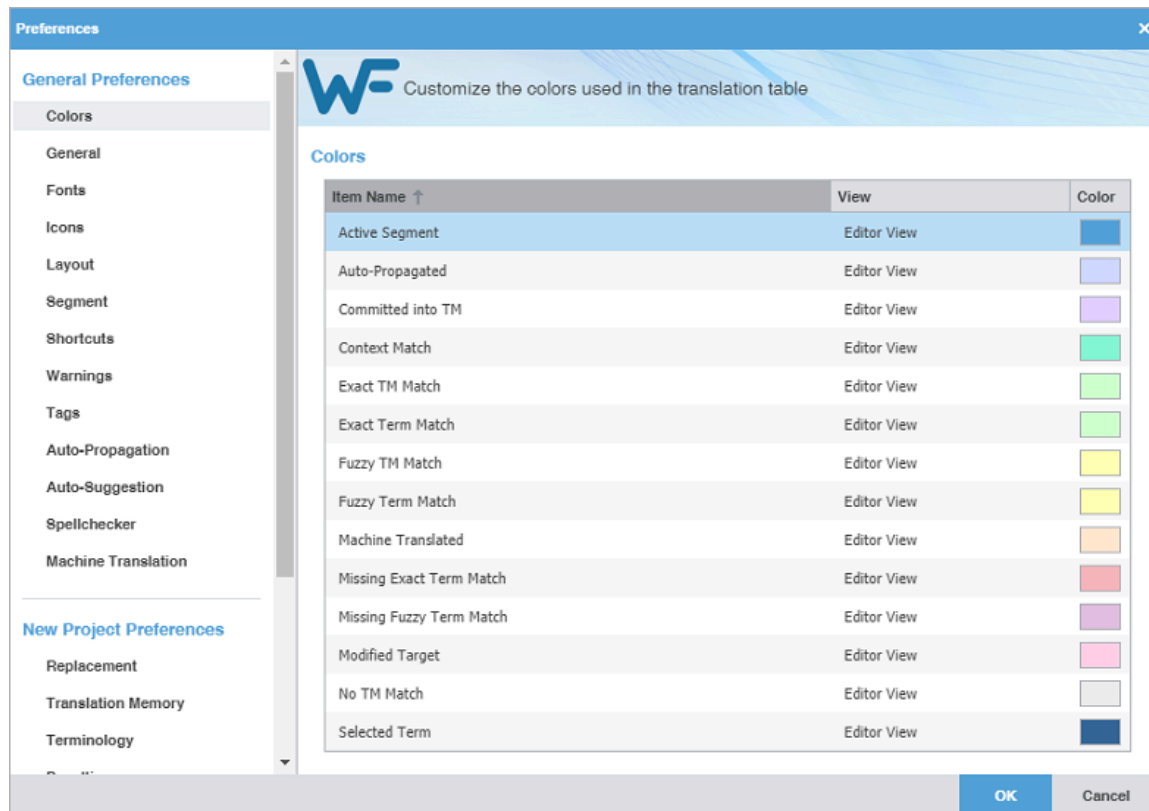 Preferences
General Preferences
Colors
General
Fonts
Icons
Layout
Segment
Shortcuts
Warnings
Tags
Auto-Propagation
Auto-Suggestion
Spellchecker
Machine Translation
New Project Preferences
Replacement
Translation Memory
Terminology
WF Customize the colors used in the translation table
Colors
Item Name View Color
Active Segment Editor View
Auto-Propagated Editor View
Committed into TM Editor View
Context Match Editor View
Exact TM Match Editor View
Exact Term Match Editor View
Fuzzy TM Match Editor View
Fuzzy Term Match Editor View
Machine Translated Editor View
Missing Exact Term Match Editor View
Missing Fuzzy Term Match Editor View
Modified Target Editor View
No TM Match Editor View
Selected Term Editor View
OK Cancel